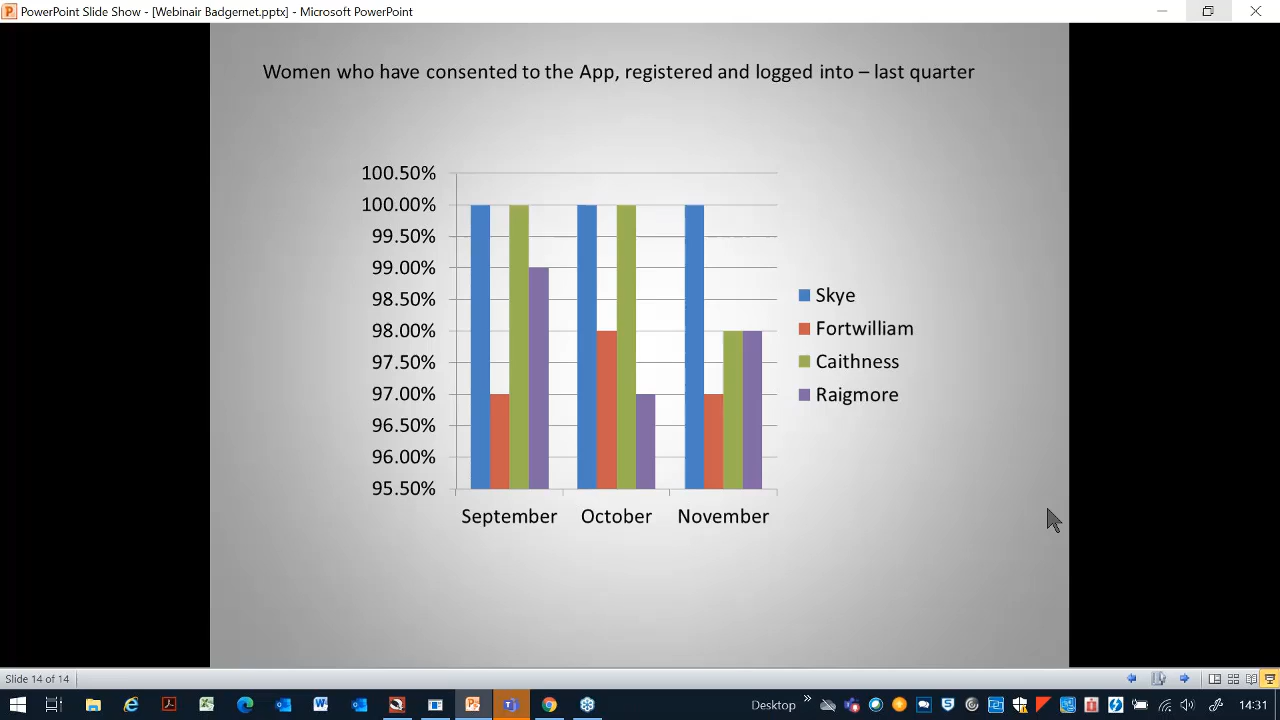 PowerPoint Slide Show - [Webinair Badgernet.pptx] - Microsoft PowerPoint
Women who have consented to the App, registered and logged into – last quarter
100.50%
100.00%
99.50%
99.00%
98.50%
98.00%
97.50%
97.00%
96.50%
96.00%
95.50%
September October November
Skye
Fortwilliam
Caithness
Raigmore
Slide 14 of 14
Desktop
14:31